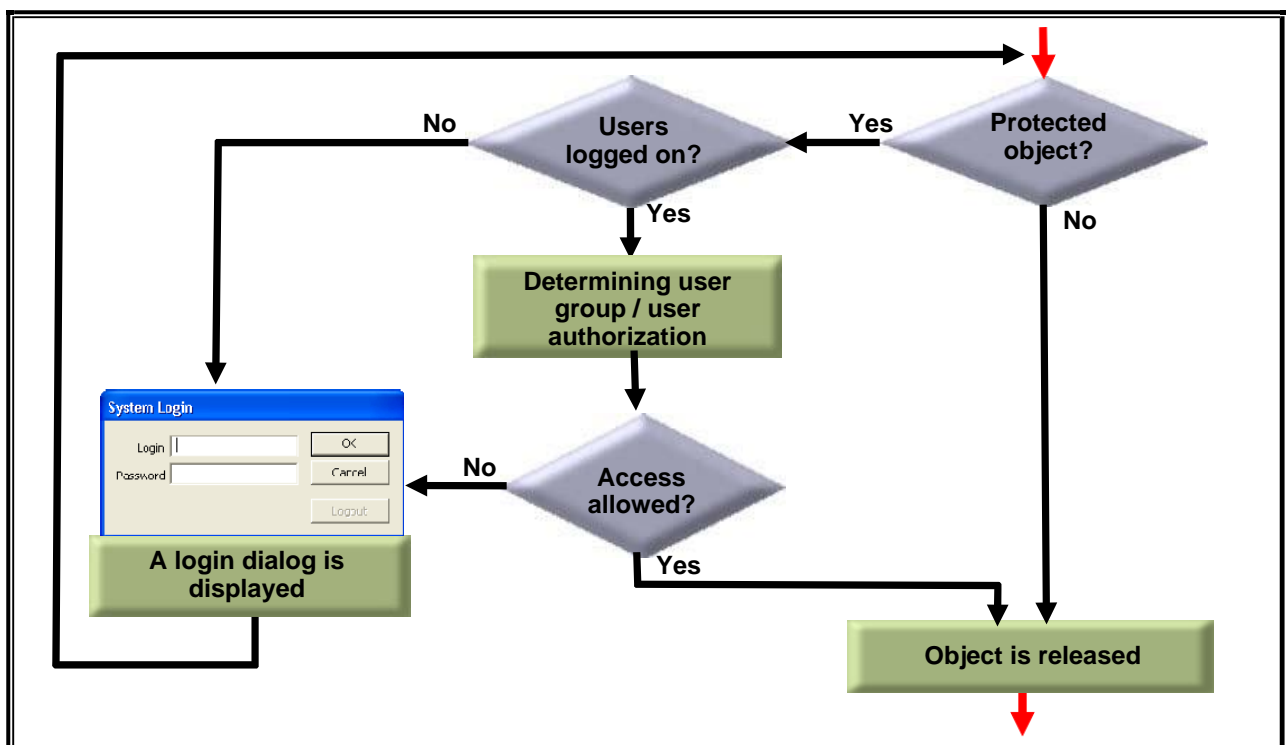 No
Users
logged on?
Yes
Protected
object?
Yes
No
Determining user
group / user
authorization
System Login
Login
OK
Password
Cancel
Logout
No
Access
allowed?
A login dialog is
displayed
Yes
Object is released